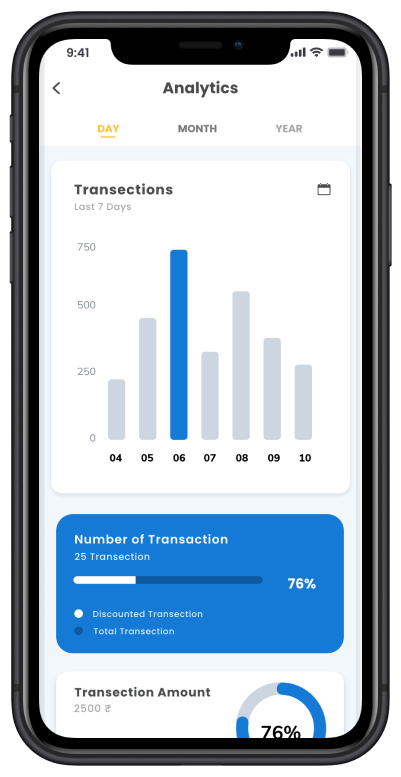 9:41
Analytics
DAY MONTH YEAR
Transections
Last 7 Days
750
500
250
0
04 05 06 07 08 09 10
Number of Transaction
25 Transection
76%
Discounted Transection
Total Transection
Transection Amount
2500 ₹
76%